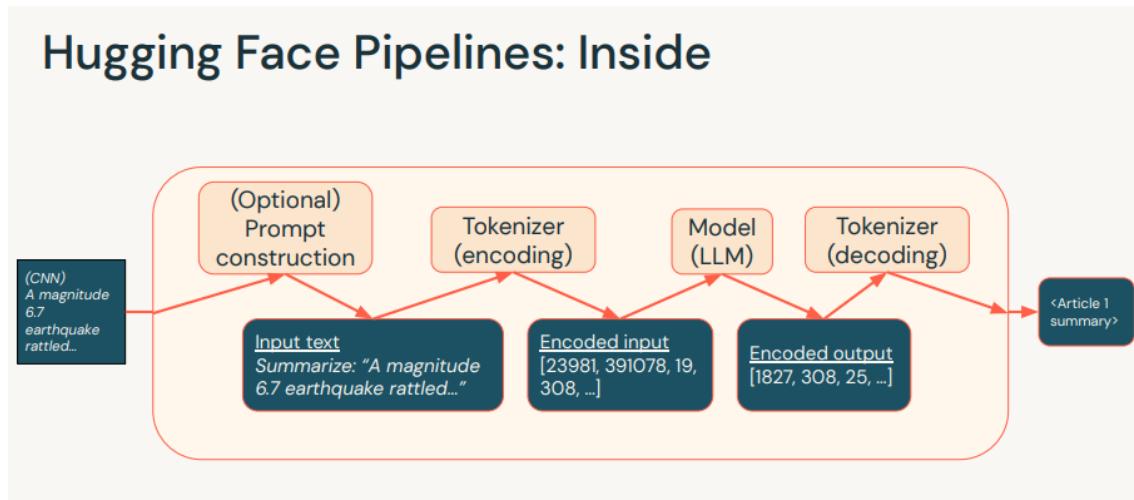 Hugging Face Pipelines: Inside
(CNN)
A magnitude
6.7
earthquake
rattled...
(Optional)
Prompt
construction
Input text
Summarize: “A magnitude
6.7 earthquake rattled...”
Tokenizer
(encoding)
Encoded input
[23981, 391078, 19,
308, ...]
Model
(LLM)
Encoded output
[1827, 308, 25, ...]
Tokenizer
(decoding)
<Article 1
summary>